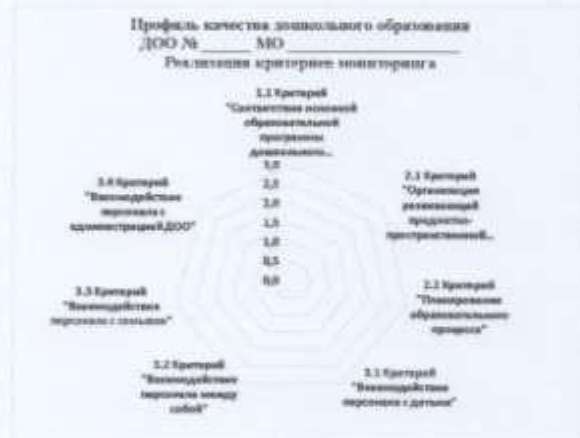 Профиль качества дошкольного образования
ДОО № ______ МО ____________________
Реализация критериев мониторинга
1.1 Критерий
"Соответствие основной
образовательной
программы
дошкольного…
3,0
2,5
2,0
1,5
1,0
0,5
0,0
2.1 Критерий
"Организация
развивающей
предметно-
пространственной…
2.2 Критерий
"Планирование
образовательного
процесса"
3.1 Критерий
"Взаимодействие
персонала с детьми"
3.2 Критерий
"Взаимодействие
персонала между
собой"
3.3 Критерий
"Взаимодействие
персонала с семьями"
3.4 Критерий
"Взаимодействие
персонала с
администрацией ДОО"